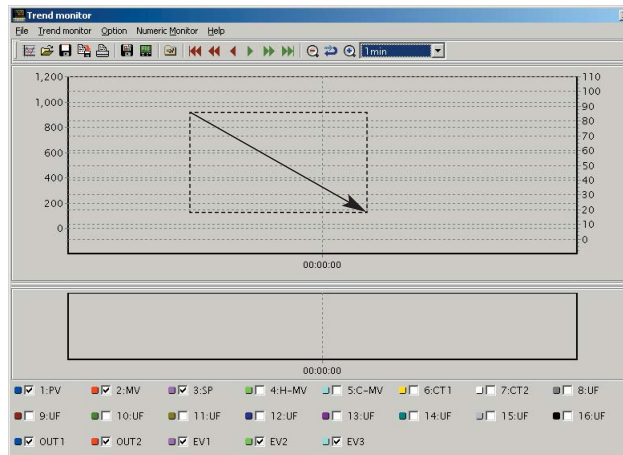 Trend monitor
File Trend monitor Option Numeric Monitor Help
1min
1,200 110
100
1,000 90
800 80
70
600 60
50
400 40
30
200 20
10
0 0
00:00:00
00:00:00
1:PV 2:MV 3:SP 4:H-MV 5:C-MV 6:CT1 7:CT2 8:UF
9:UF 10:UF 11:UF 12:UF 13:UF 14:UF 15:UF 16:UF
OUT1 OUT2 EV1 EV2 EV3